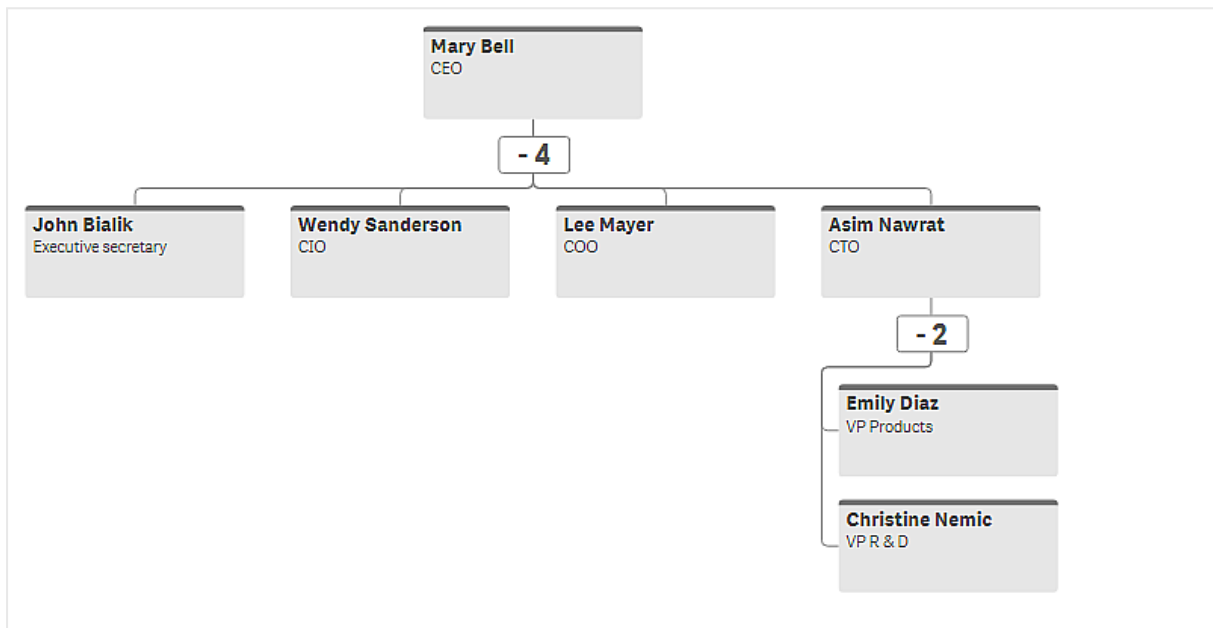 Mary Bell
CEO
- 4
John Bialik
Executive secretary
Wendy Sanderson
CIO
Lee Mayer
COO
Asim Nawrat
CTO
- 2
Emily Diaz
VP Products
Christine Nemic
VP R & D